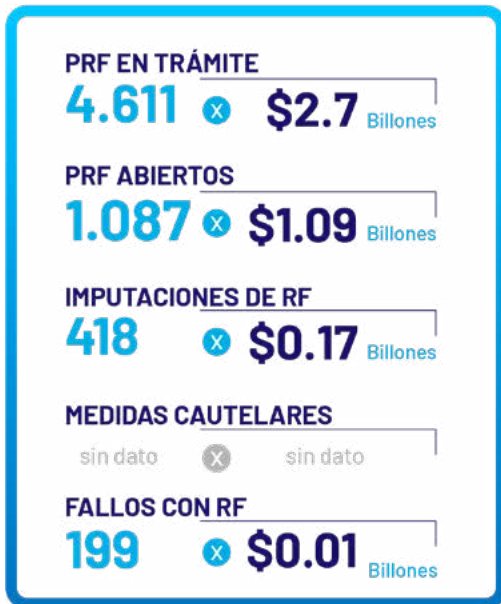 PRF EN TRÁMITE
4.611 x $2.7 Billones
PRF ABIERTOS
1.087 x $1.09 Billones
IMPUTACIONES DE RF
418 x $0.17 Billones
MEDIDAS CAUTELARES
sin dato x sin dato
FALLOS CON RF
199 x $0.01 Billones